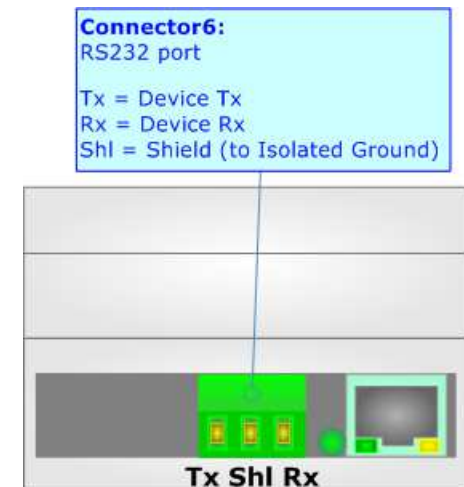 Connector6:
RS232 port
Tx = Device Tx
Rx = Device Rx
Shl = Shield (to Isolated Ground)
Tx Shl Rx